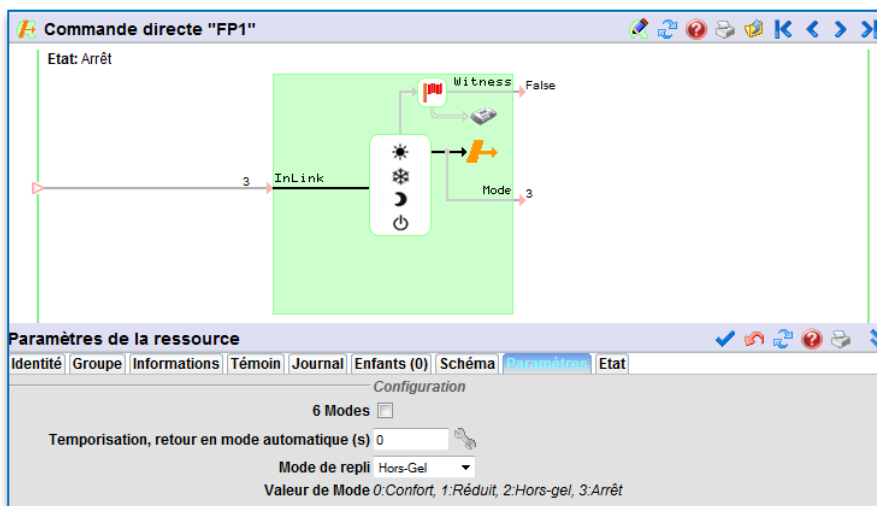 Commande directe "FP1"
Etat: Arrêt
Witness False
3 InLink
Mode 3
Paramètres de la ressource
Identité Groupe Informations Témoin Journal Enfants (0) Schéma Paramètres Etat
Configuration
6 Modes
Temporisation, retour en mode automatique (s) 0
Mode de repli Hors-Gel
Valeur de Mode 0:Confort, 1:Réduit, 2:Hors-gel, 3:Arrêt